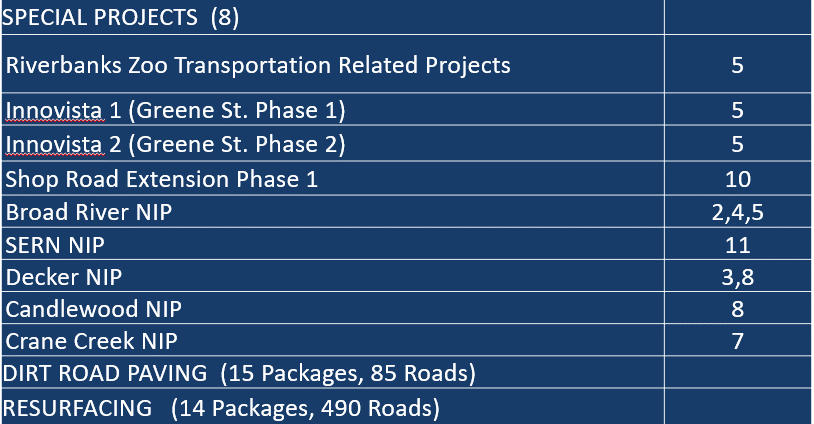 SPECIAL PROJECTS (8)
Riverbanks Zoo Transportation Related Projects 5
Innovista 1 (Greene St. Phase 1) 5
Innovista 2 (Greene St. Phase 2) 5
Shop Road Extension Phase 1 10
Broad River NIP 2,4,5
SERN NIP 11
Decker NIP 3,8
Candlewood NIP 8
Crane Creek NIP 7
DIRT ROAD PAVING (15 Packages, 85 Roads)
RESURFACING (14 Packages, 490 Roads)